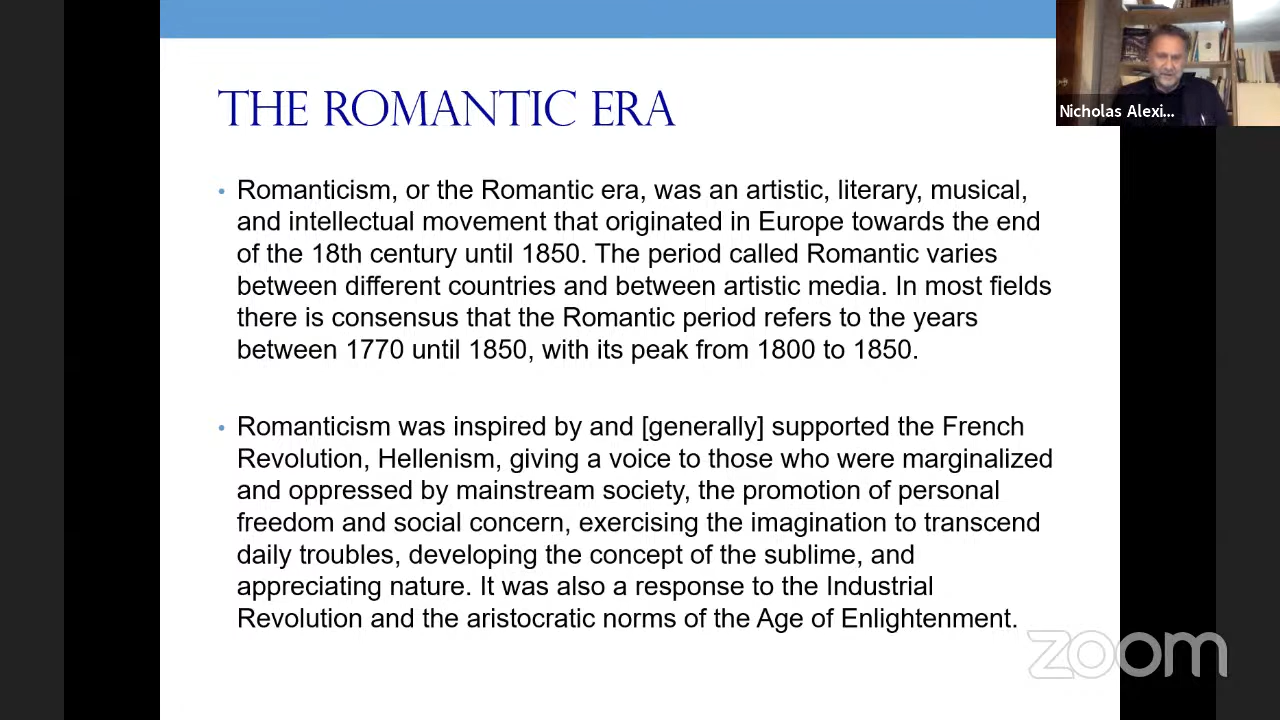 THE ROMANTIC ERA
Nicholas Alexi...
• Romanticism, or the Romantic era, was an artistic, literary, musical,
and intellectual movement that originated in Europe towards the end
of the 18th century until 1850. The period called Romantic varies
between different countries and between artistic media. In most fields
there is consensus that the Romantic period refers to the years
between 1770 until 1850, with its peak from 1800 to 1850.
• Romanticism was inspired by and [generally] supported the French
Revolution, Hellenism, giving a voice to those who were marginalized
and oppressed by mainstream society, the promotion of personal
freedom and social concern, exercising the imagination to transcend
daily troubles, developing the concept of the sublime, and
appreciating nature. It was also a response to the Industrial
Revolution and the aristocratic norms of the Age of Enlightenment.
zoom